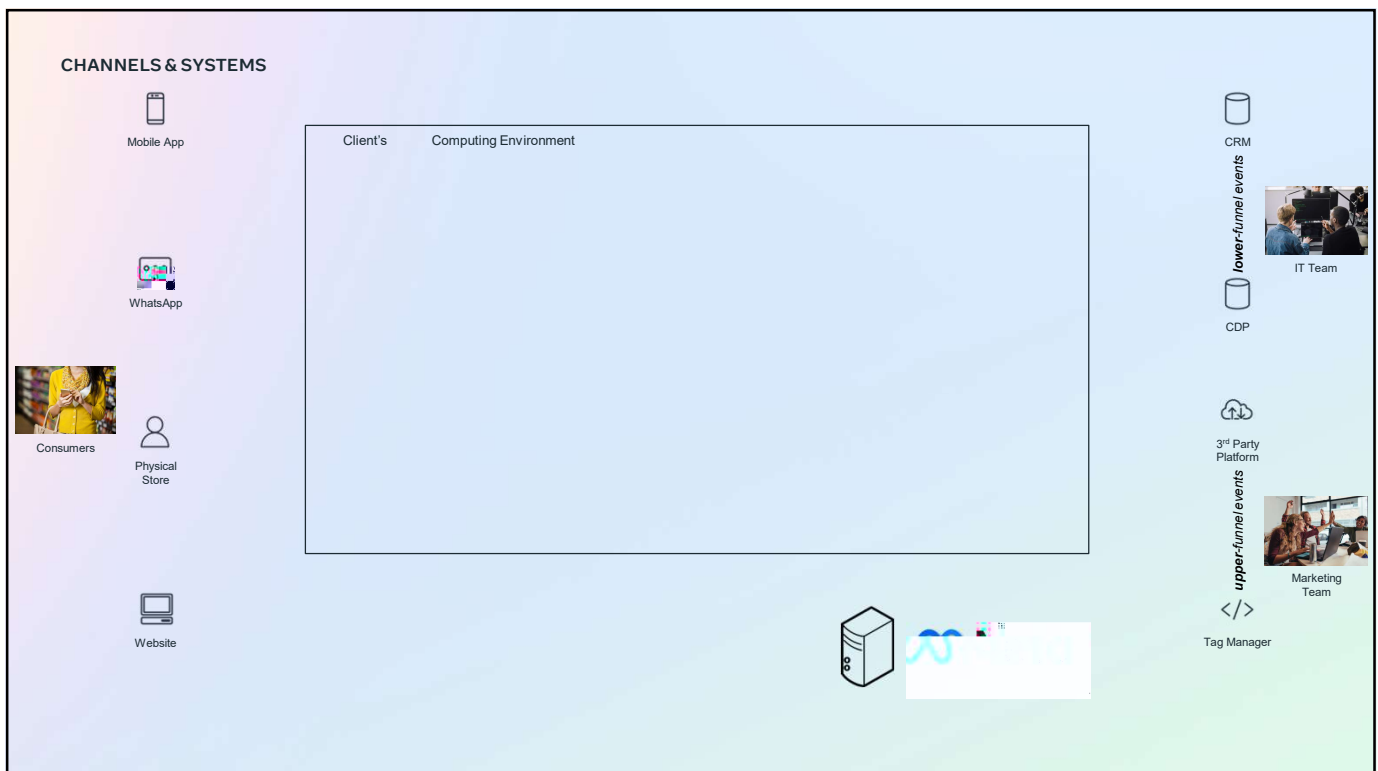 CHANNELS & SYSTEMS
Mobile App
WhatsApp
Consumers
Physical
Store
Website
Client's Computing Environment
CRM
lower-funnel events
IT Team
CDP
3rd Party
Platform
upper-funnel events
Marketing
Team
Tag Manager